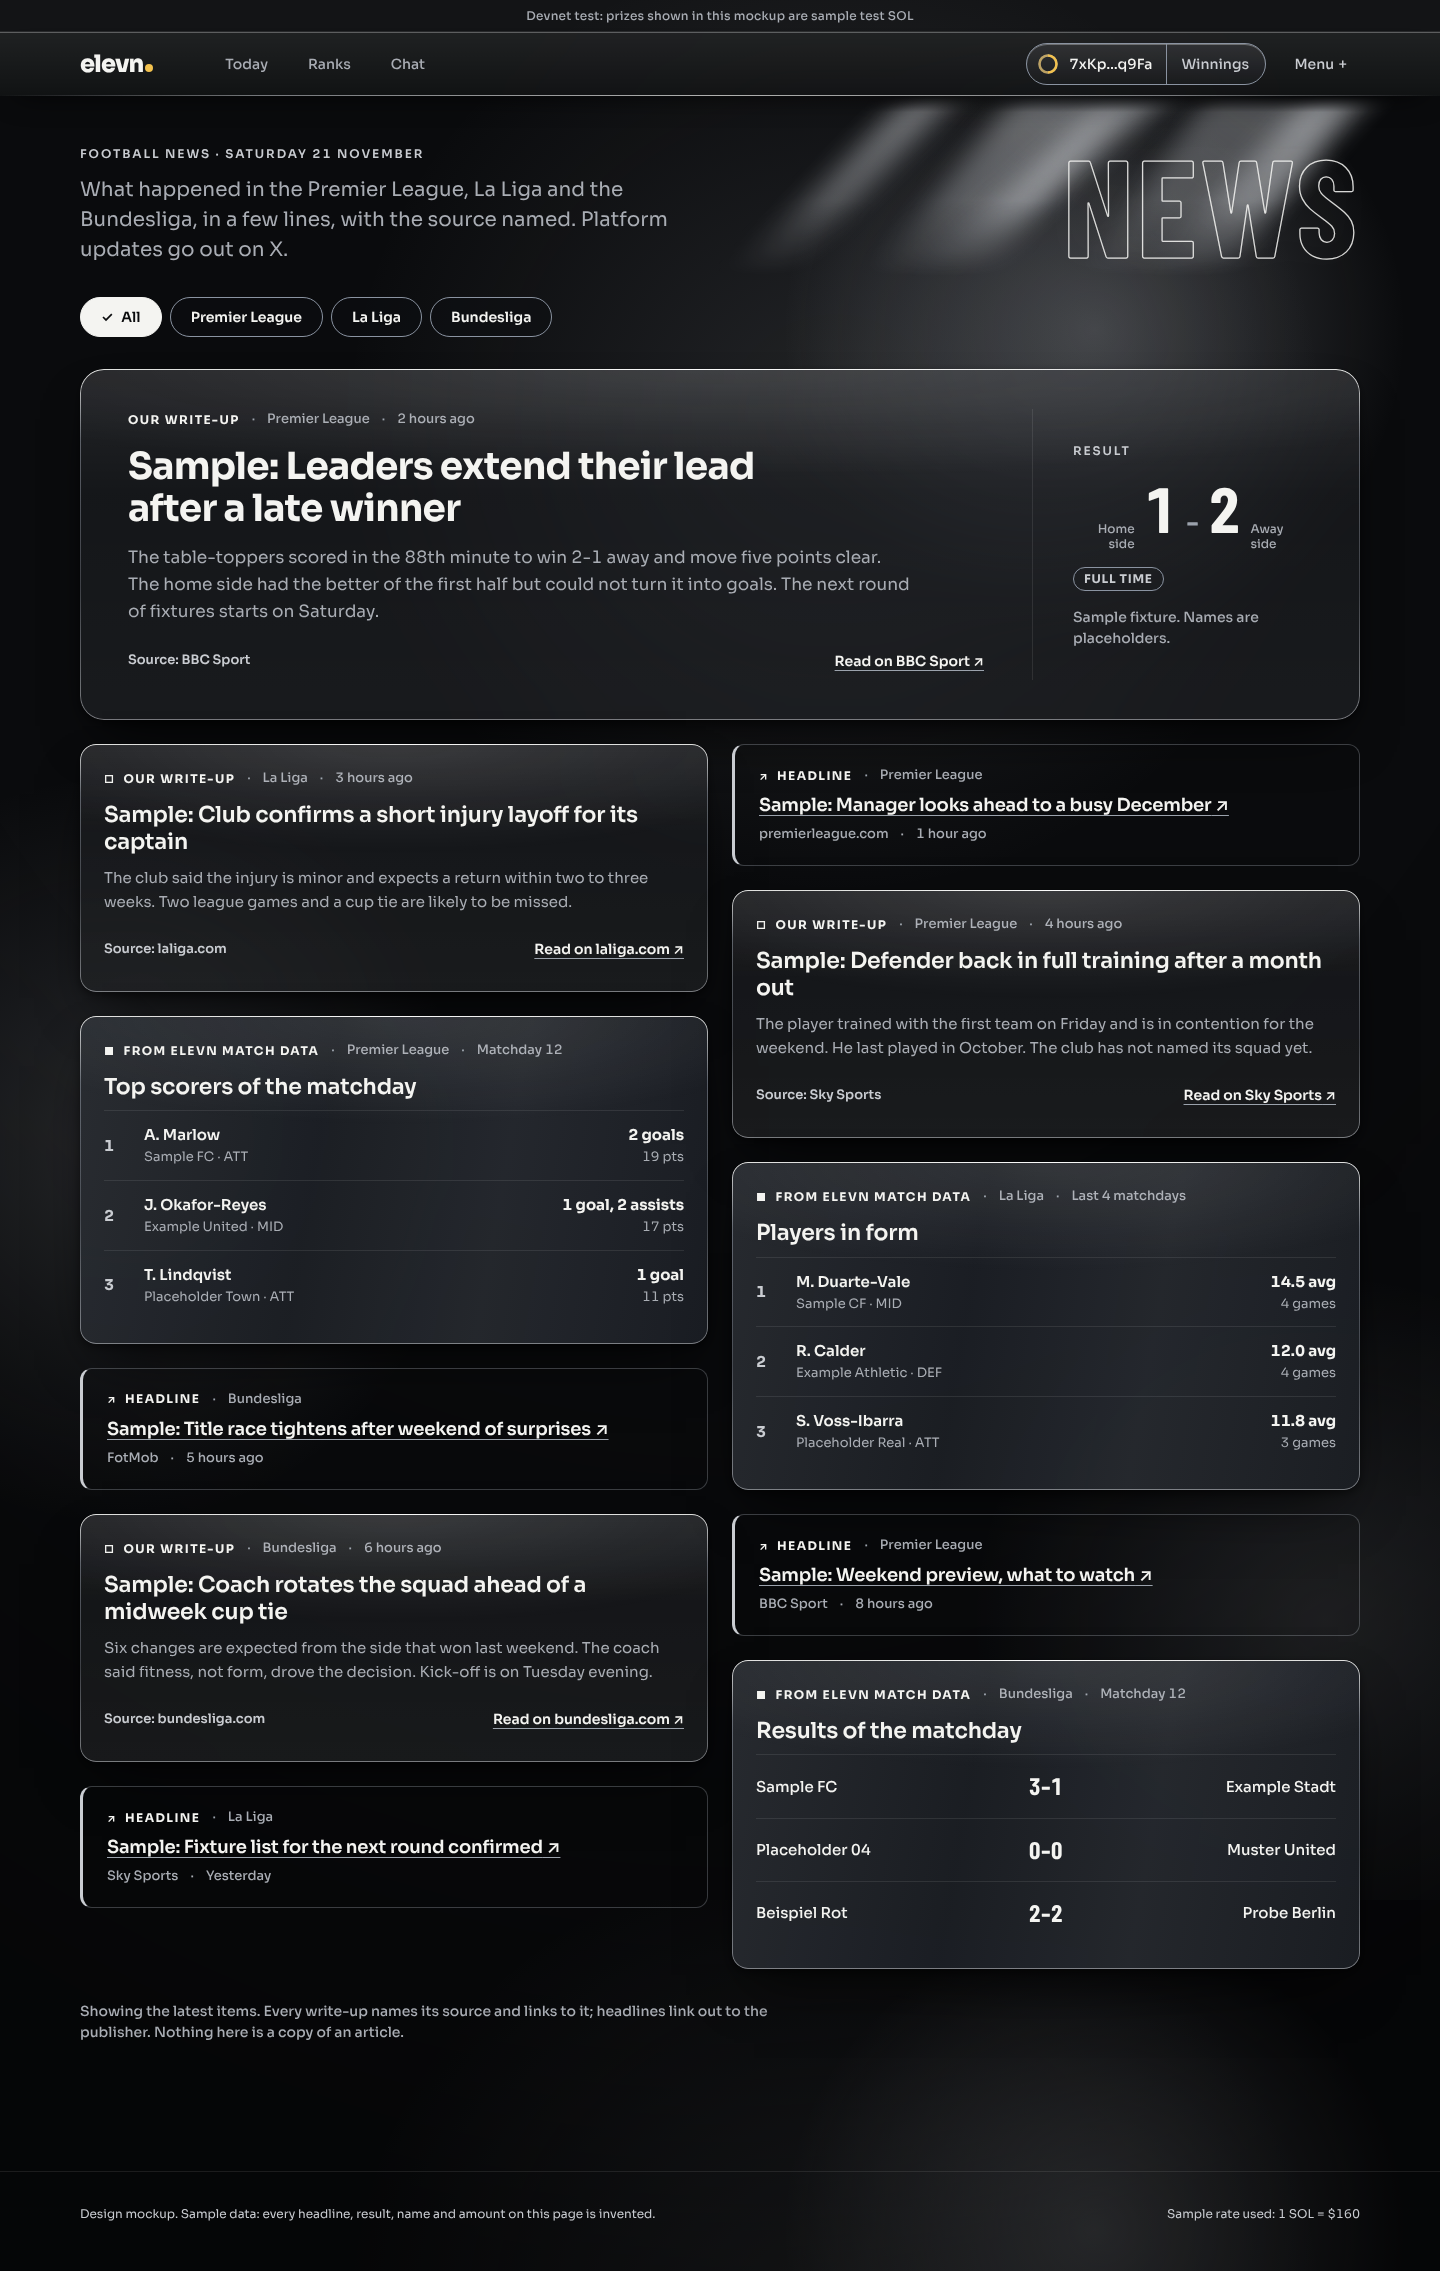 Devnet test: prizes shown in this mockup are sample test SOL
elevn.
Today
Ranks
Chat
7xKp...q9Fa
Winnings
Menu +
FOOTBALL NEWS · SATURDAY 21 NOVEMBER
What happened in the Premier League, La Liga and the
Bundesliga, in a few lines, with the source named. Platform
updates go out on X.
NEWS
✓ All
Premier League
La Liga
Bundesliga
OUR WRITE-UP · Premier League · 2 hours ago
Sample: Leaders extend their lead
after a late winner
The table-toppers scored in the 88th minute to win 2-1 away and move five points clear.
The home side had the better of the first half but could not turn it into goals. The next round
of fixtures starts on Saturday.
Source: BBC Sport
Read on BBC Sport ↗
RESULT
Home
side
1 - 2
Away
side
FULL TIME
Sample fixture. Names are
placeholders.
OUR WRITE-UP · La Liga · 3 hours ago
Sample: Club confirms a short injury layoff for its
captain
The club said the injury is minor and expects a return within two to three
weeks. Two league games and a cup tie are likely to be missed.
Source: laliga.com
Read on laliga.com ↗
FROM ELEVN MATCH DATA · Premier League · Matchday 12
Top scorers of the matchday
1
A. Marlow
Sample FC · ATT
2 goals
19 pts
2
J. Okafor-Reyes
Example United · MID
1 goal, 2 assists
17 pts
3
T. Lindqvist
Placeholder Town · ATT
1 goal
11 pts
↗ HEADLINE · Bundesliga
Sample: Title race tightens after weekend of surprises ↗
FotMob · 5 hours ago
OUR WRITE-UP · Bundesliga · 6 hours ago
Sample: Coach rotates the squad ahead of a
midweek cup tie
Six changes are expected from the side that won last weekend. The coach
said fitness, not form, drove the decision. Kick-off is on Tuesday evening.
Source: bundesliga.com
Read on bundesliga.com ↗
↗ HEADLINE · La Liga
Sample: Fixture list for the next round confirmed ↗
Sky Sports · Yesterday
↗ HEADLINE · Premier League
Sample: Manager looks ahead to a busy December ↗
premierleague.com · 1 hour ago
OUR WRITE-UP · Premier League · 4 hours ago
Sample: Defender back in full training after a month
out
The player trained with the first team on Friday and is in contention for the
weekend. He last played in October. The club has not named its squad yet.
Source: Sky Sports
Read on Sky Sports ↗
FROM ELEVN MATCH DATA · La Liga · Last 4 matchdays
Players in form
1
M. Duarte-Vale
Sample CF · MID
14.5 avg
4 games
2
R. Calder
Example Athletic · DEF
12.0 avg
4 games
3
S. Voss-Ibarra
Placeholder Real · ATT
11.8 avg
3 games
↗ HEADLINE · Premier League
Sample: Weekend preview, what to watch ↗
BBC Sport · 8 hours ago
FROM ELEVN MATCH DATA · Bundesliga · Matchday 12
Results of the matchday
Sample FC 3-1 Example Stadt
Placeholder 04 0-0 Muster United
Beispiel Rot 2-2 Probe Berlin
Showing the latest items. Every write-up names its source and links to it; headlines link out to the
publisher. Nothing here is a copy of an article.
Design mockup. Sample data: every headline, result, name and amount on this page is invented.
Sample rate used: 1 SOL = $160